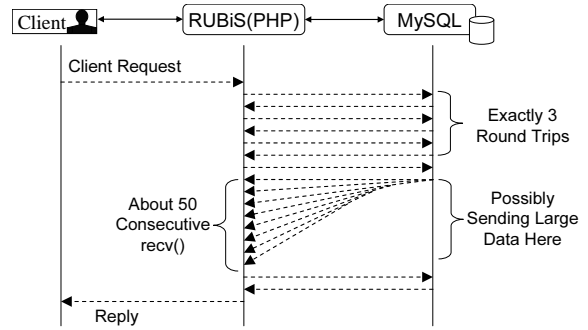 Client
RUBiS(PHP)
MySQL
Client Request
Exactly 3
Round Trips
About 50
Consecutive
recv()
Possibly
Sending Large
Data Here
Reply